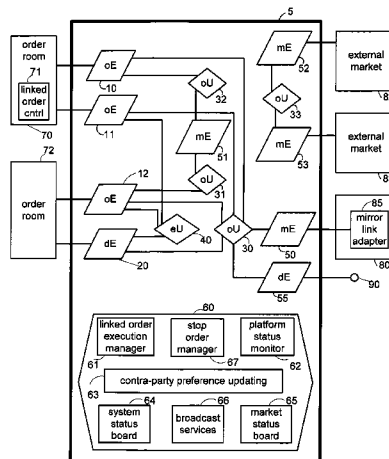 5
order
room
71
linked
order
cntrl
70
72
order
room
oE
10
oE
11
12
oE
dE
20
oU
32
mE
51
oU
31
eU
40
oU
30
mE
52
oU
33
mE
53
mE
50
dE
55
external
market
external
market
85
mirror
link
adapter
80
90
60
linked order
execution
manager
61
stop
order
manager
67
platform
status
monitor
62
63
contra-party preference updating
64
system
status
board
66
broadcast
services
65
market
status
board